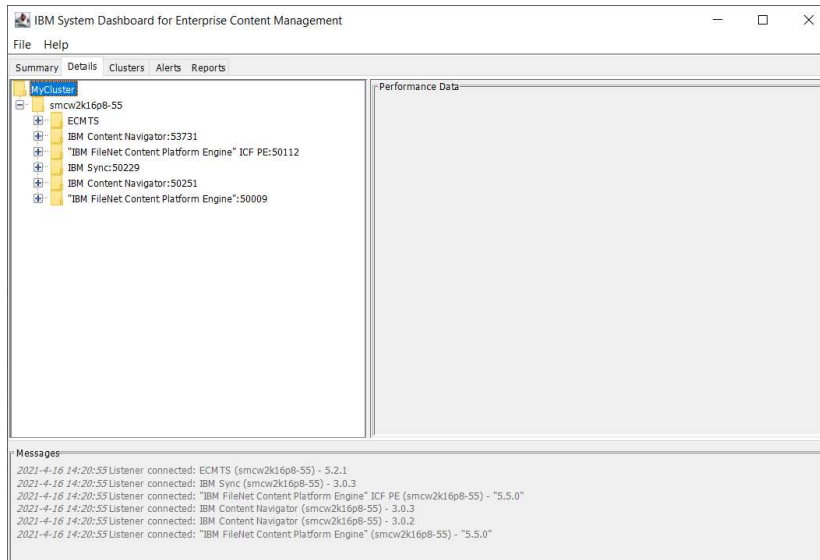 IBM System Dashboard for Enterprise Content Management
File Help
Summary Details Clusters Alerts Reports
MyCluster
smcw2k16p8-55
ECMTS
IBM Content Navigator:53731
"IBM FileNet Content Platform Engine" ICF PE:50112
IBM Sync:50229
IBM Content Navigator:50251
"IBM FileNet Content Platform Engine":50009
Performance Data
Messages
2021-4-16 14:20:55 Listener connected: ECMTS (smcw2k16p8-55) - 5.2.1
2021-4-16 14:20:55 Listener connected: IBM Sync (smcw2k16p8-55) - 3.0.3
2021-4-16 14:20:55 Listener connected: "IBM FileNet Content Platform Engine" ICF PE (smcw2k16p8-55) - "5.5.0"
2021-4-16 14:20:55 Listener connected: IBM Content Navigator (smcw2k16p8-55) - 3.0.3
2021-4-16 14:20:55 Listener connected: IBM Content Navigator (smcw2k16p8-55) - 3.0.2
2021-4-16 14:20:55 Listener connected: "IBM FileNet Content Platform Engine" (smcw2k16p8-55) - "5.5.0"